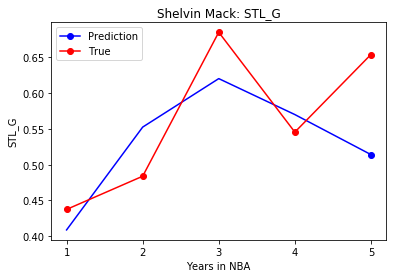 Shelvin Mack: STL_G
Prediction
True
STL_G
0.65
0.60
0.55
0.50
0.45
0.40
1 2 3 4 5
Years in NBA